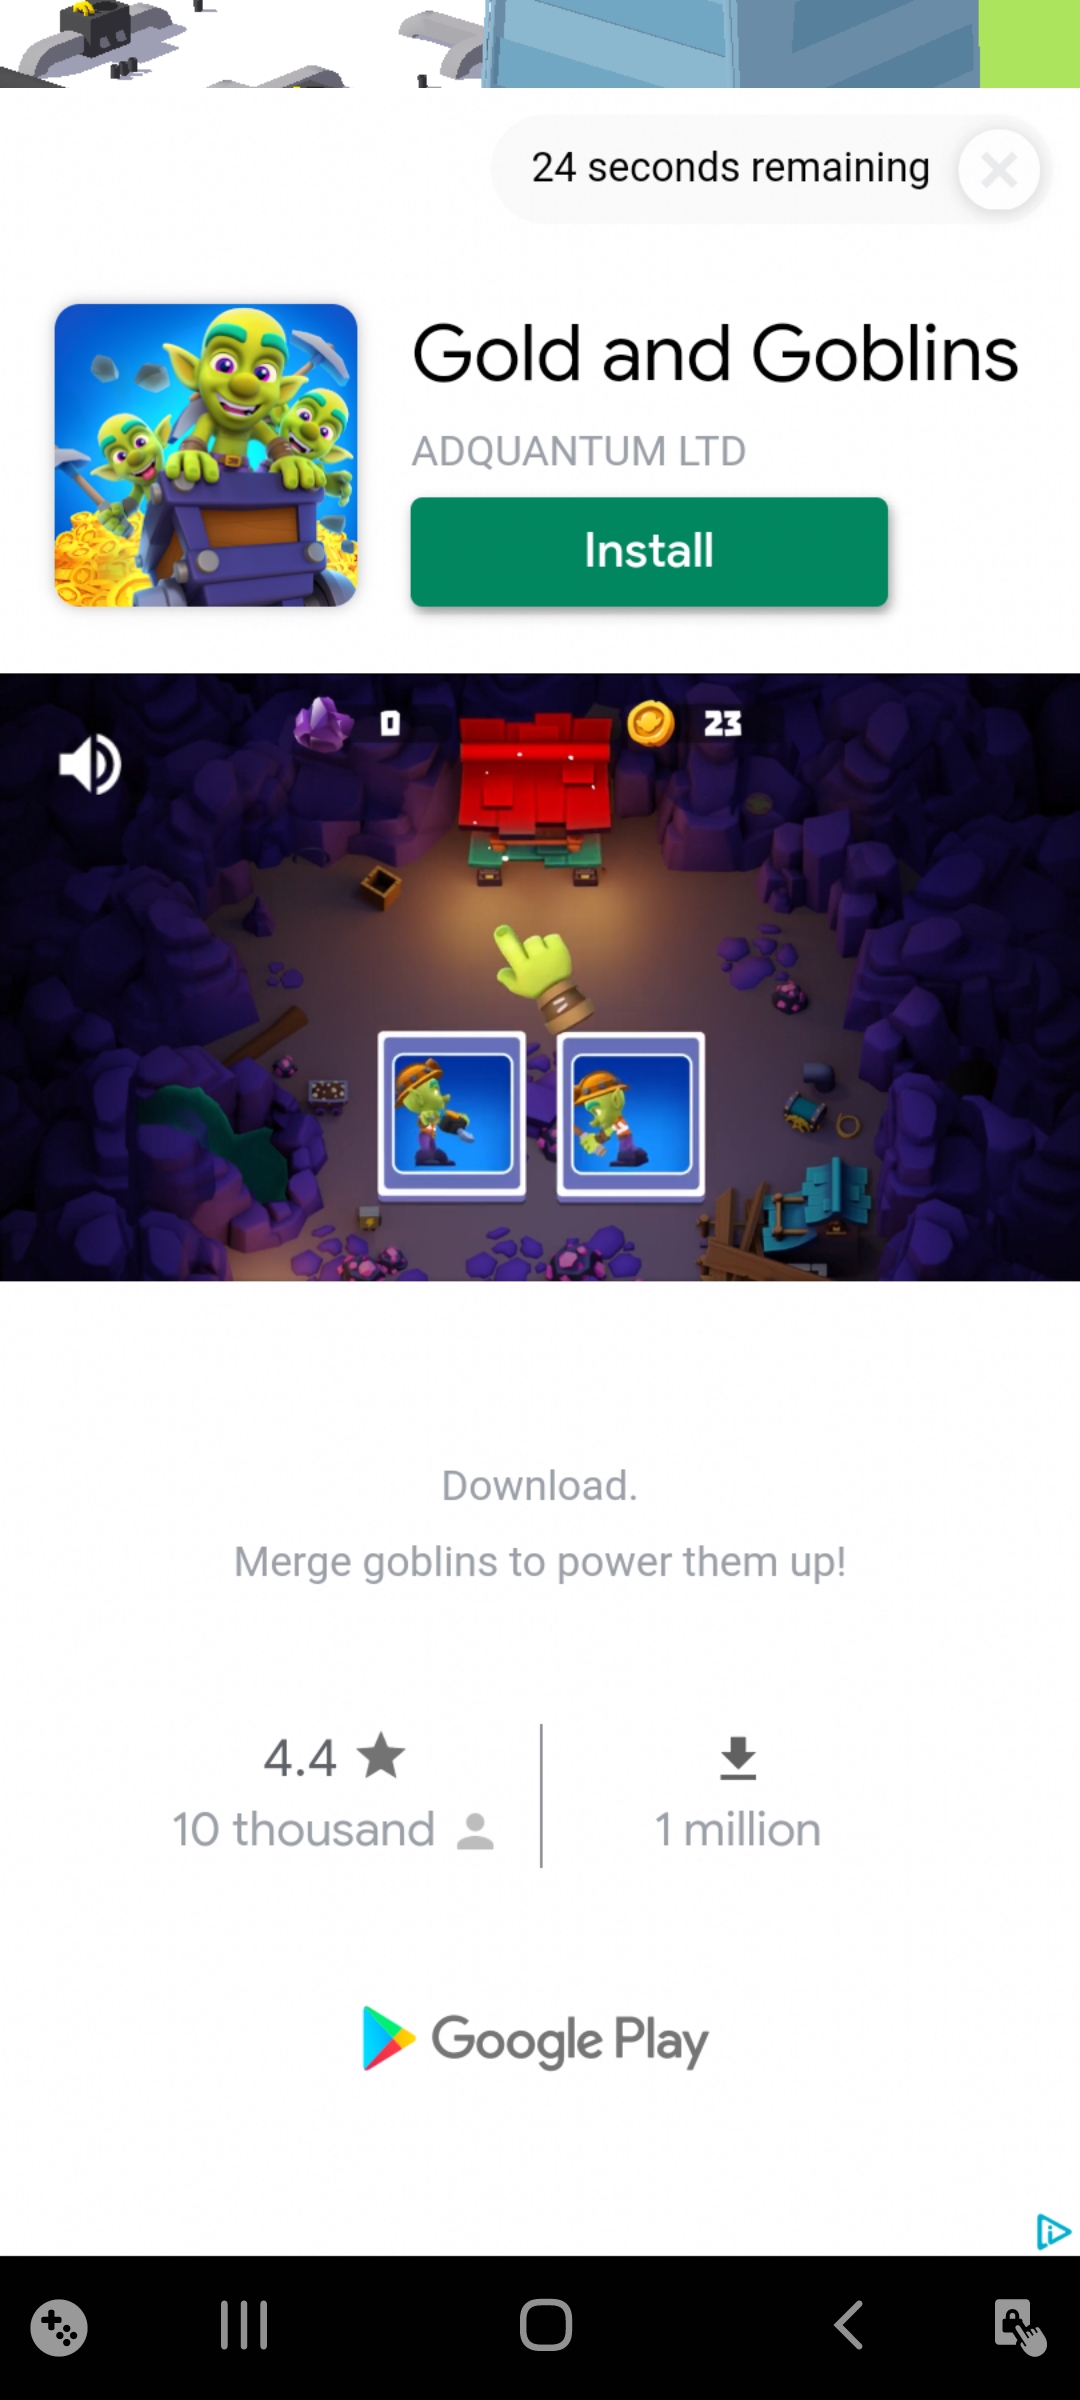 24 seconds remaining
Gold and Goblins
ADQUANTUM LTD
Install
0
23
Download.
Merge goblins to power them up!
4.4
10 thousand
1 million
Google Play